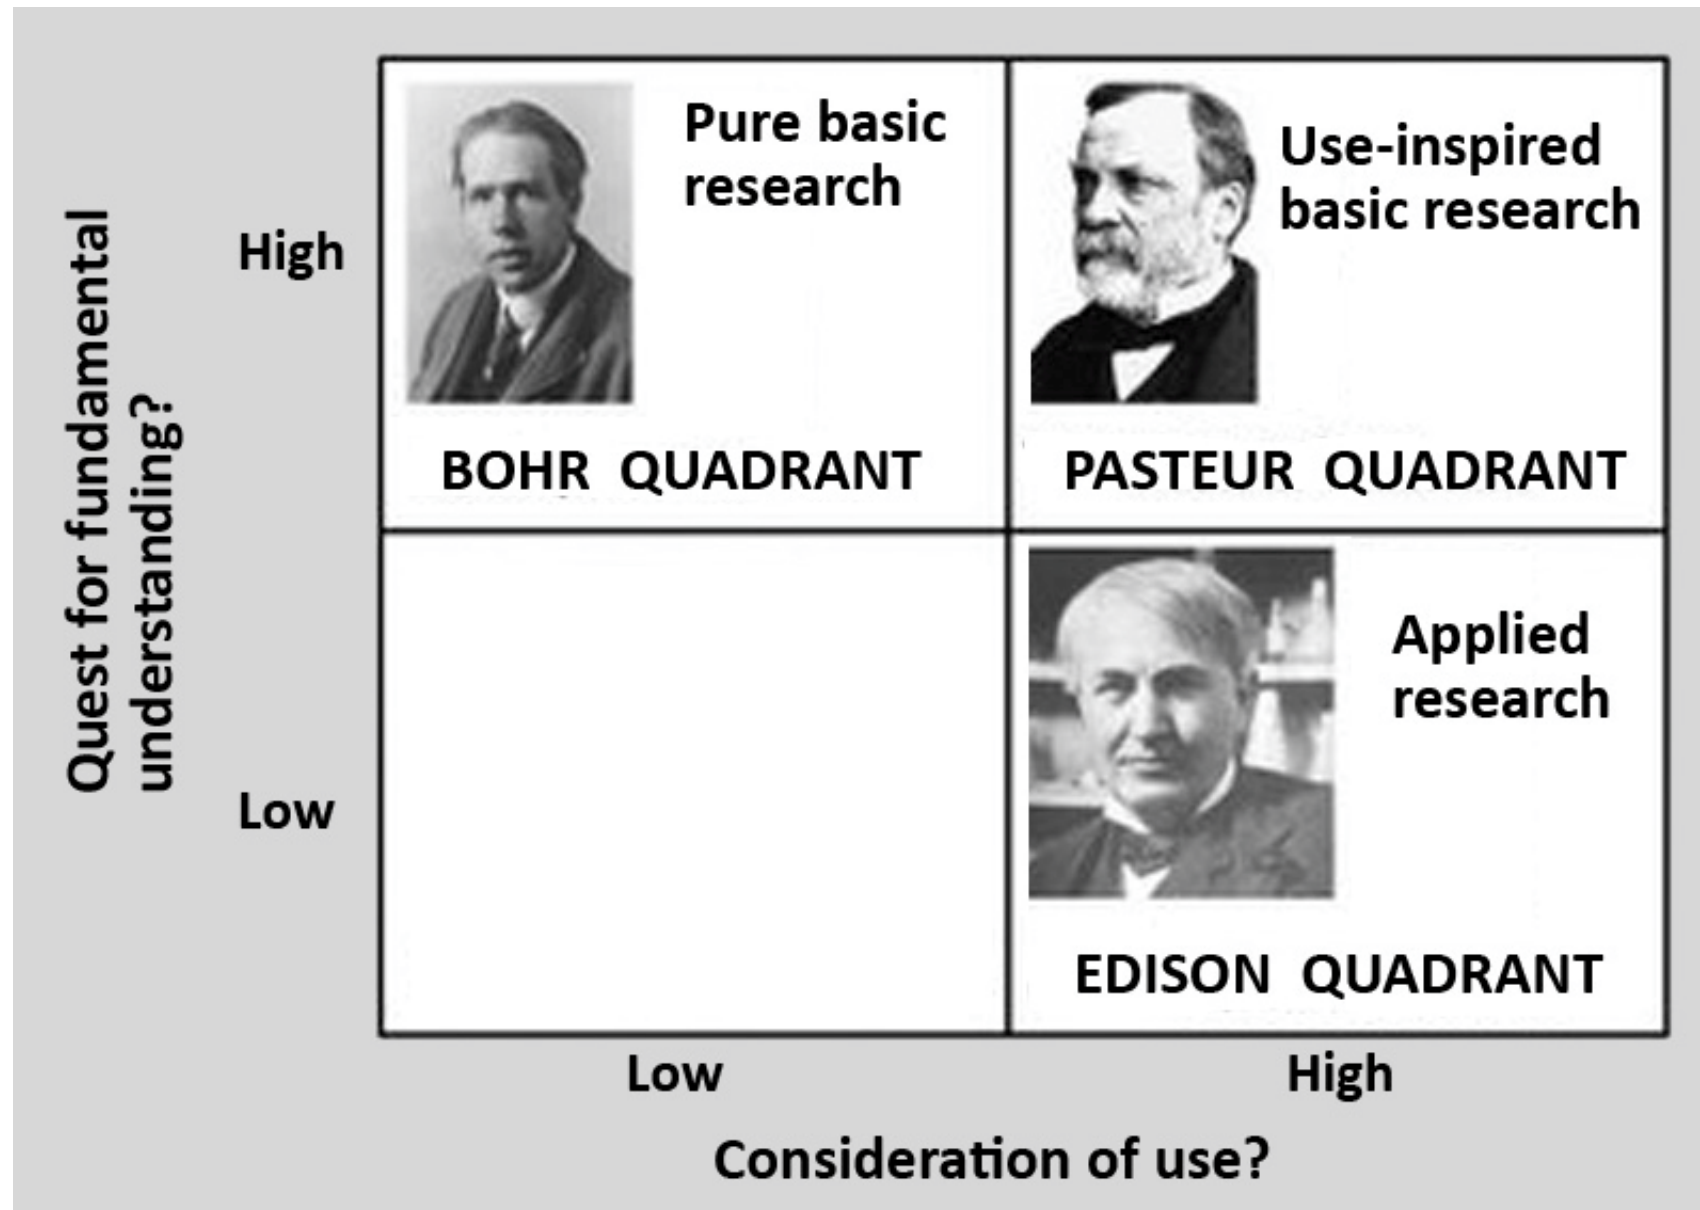 Quest for fundamental
understanding?
High
Pure basic
research
BOHR QUADRANT
Use-inspired
basic research
PASTEUR QUADRANT
Low
Applied
research
EDISON QUADRANT
Low
High
Consideration of use?